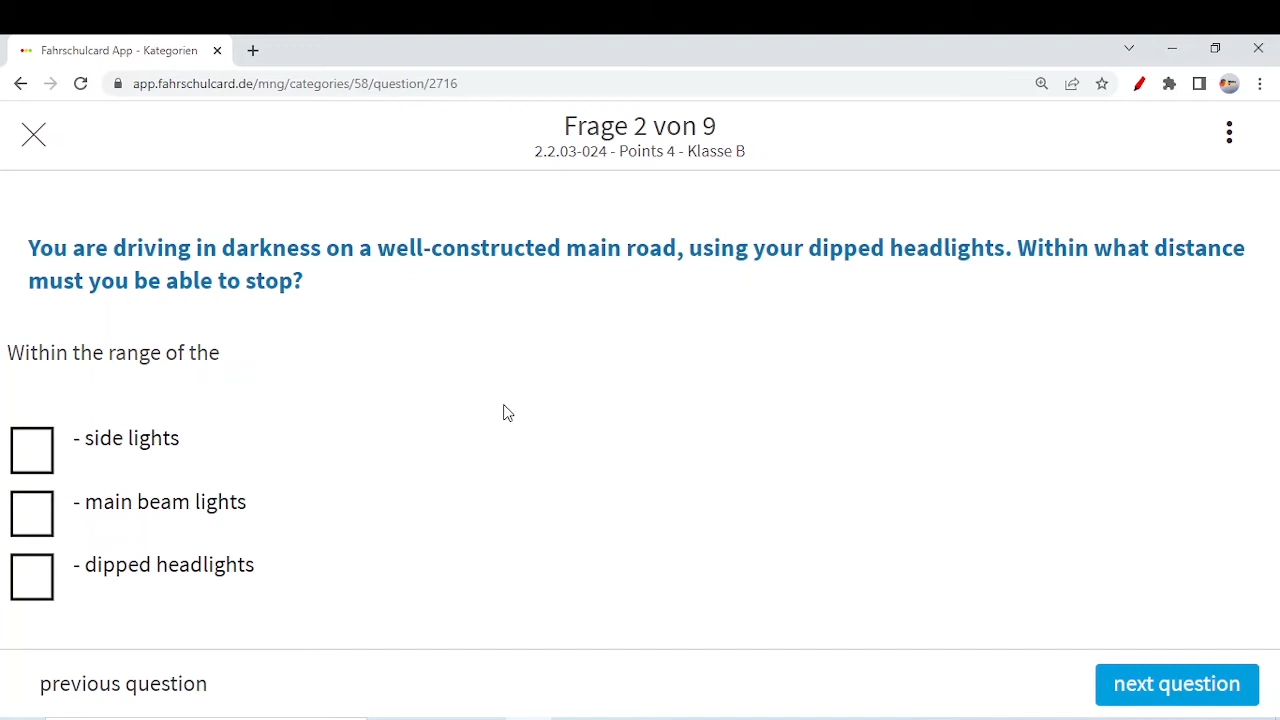 Fahrschulcard App - Kategorien
app.fahrschulcard.de/mng/categories/58/question/2716
Frage 2 von 9
2.2.03-024 - Points 4 - Klasse B
You are driving in darkness on a well-constructed main road, using your dipped headlights. Within what distance
must you be able to stop?
Within the range of the
- side lights
- main beam lights
- dipped headlights
previous question
next question